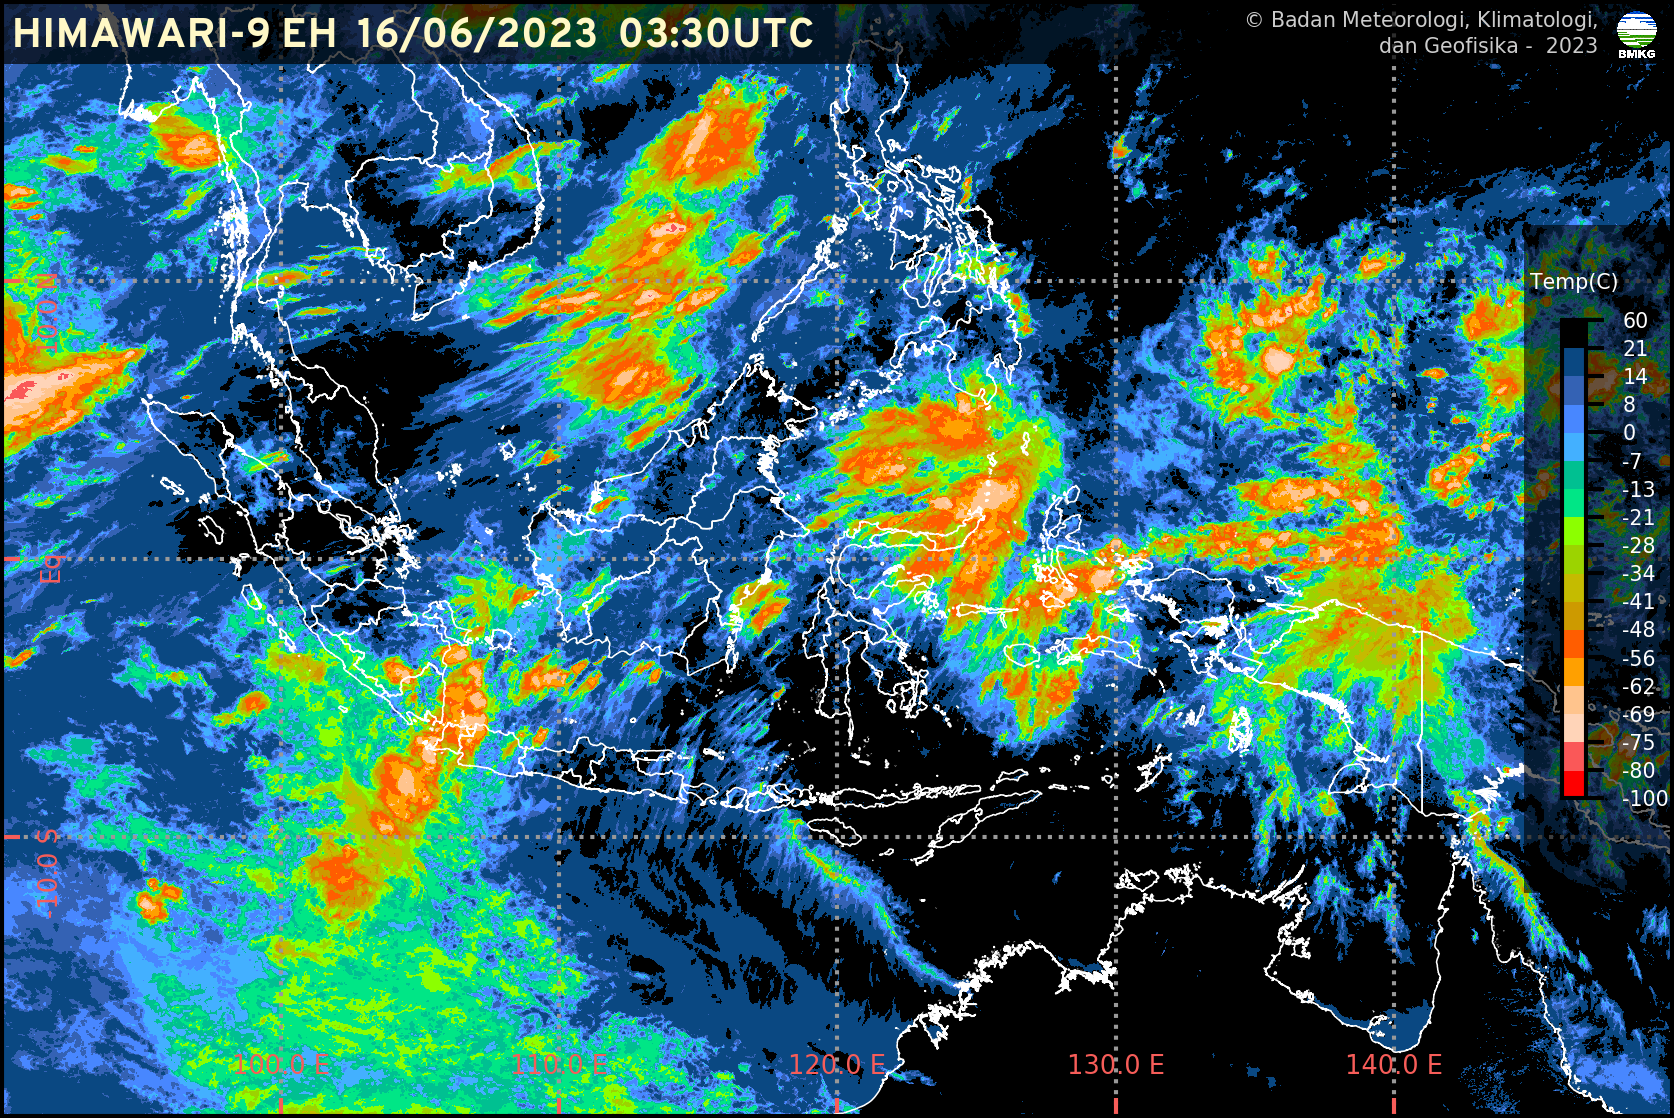 HIMAWARI-9 EH 16/06/2023 03:30UTC
© Badan Meteorologi, Klimatologi,
dan Geofisika - 2023
BMKG
Temp(C)
60
21
14
8
0
-7
-13
-21
-28
-34
-41
-48
-56
-62
-69
-75
-80
-100
10.0 N
Eq
-10.0 S
100.0 E
110.0 E
120.0 E
130.0 E
140.0 E